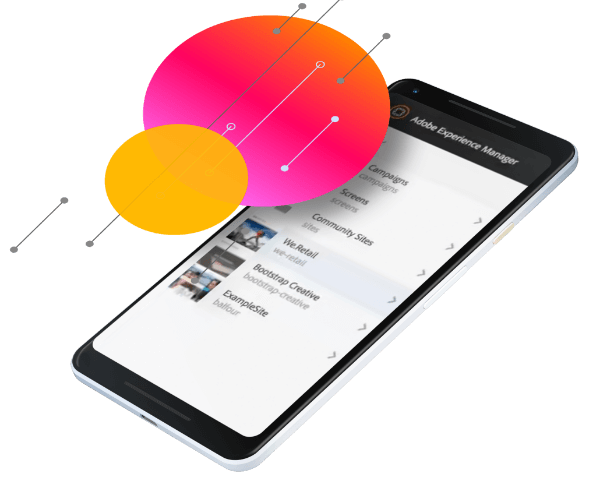 Adobe Experience Manager
Campaigns
campaigns
Screens
screens
Community Sites
sites
We.Retail
we-retail
Bootstrap Creative
bootstrap-creative
ExampleSite
balfour